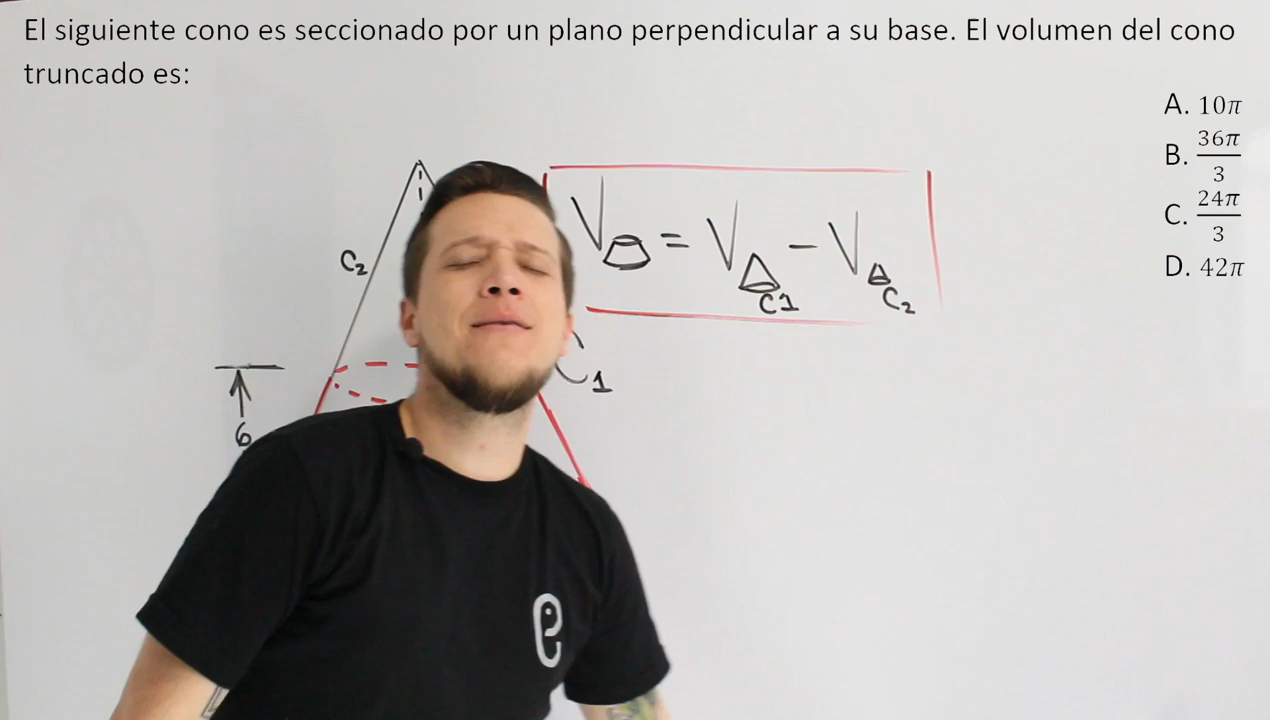 El siguiente cono es seccionado por un plano perpendicular a su base. El volumen del cono
truncado es:
A. 10π
B. 36π/3
C. 24π/3
D. 42π
C2
V = V C1 - V C2
1
6
e